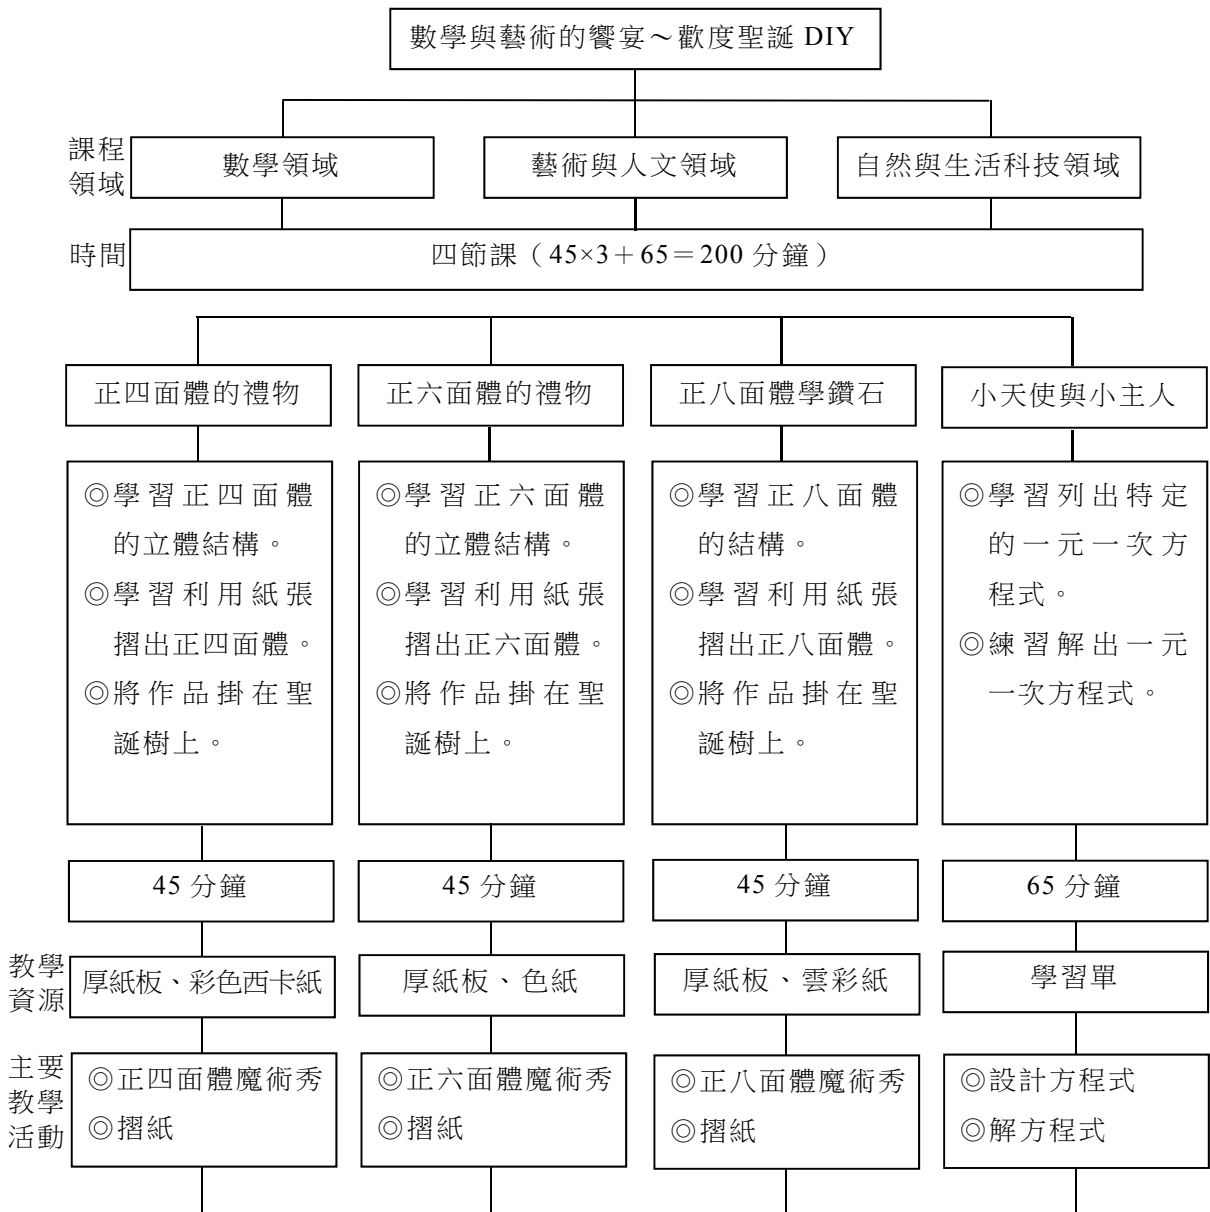 數學與藝術的饗宴～歡度聖誕 DIY
課程
領域
數學領域
藝術與人文領域
自然與生活科技領域
時間
四節課（45×3＋65＝200 分鐘）
正四面體的禮物
正六面體的禮物
正八面體學鑽石
小天使與小主人
◎學習正四面體
的立體結構。
◎學習利用紙張
摺出正四面體。
◎將作品掛在聖
誕樹上。
◎學習正六面體
的立體結構。
◎學習利用紙張
摺出正六面體。
◎將作品掛在聖
誕樹上。
◎學習正八面體
的結構。
◎學習利用紙張
摺出正八面體。
◎將作品掛在聖
誕樹上。
◎學習列出特定
的一元一次方
程式。
◎練習解出一元
一次方程式。
45 分鐘
45 分鐘
45 分鐘
65 分鐘
教學
資源
厚紙板、彩色西卡紙
厚紙板、色紙
厚紙板、雲彩紙
學習單
主要
教學
活動
◎正四面體魔術秀
◎摺紙
◎正六面體魔術秀
◎摺紙
◎正八面體魔術秀
◎摺紙
◎設計方程式
◎解方程式